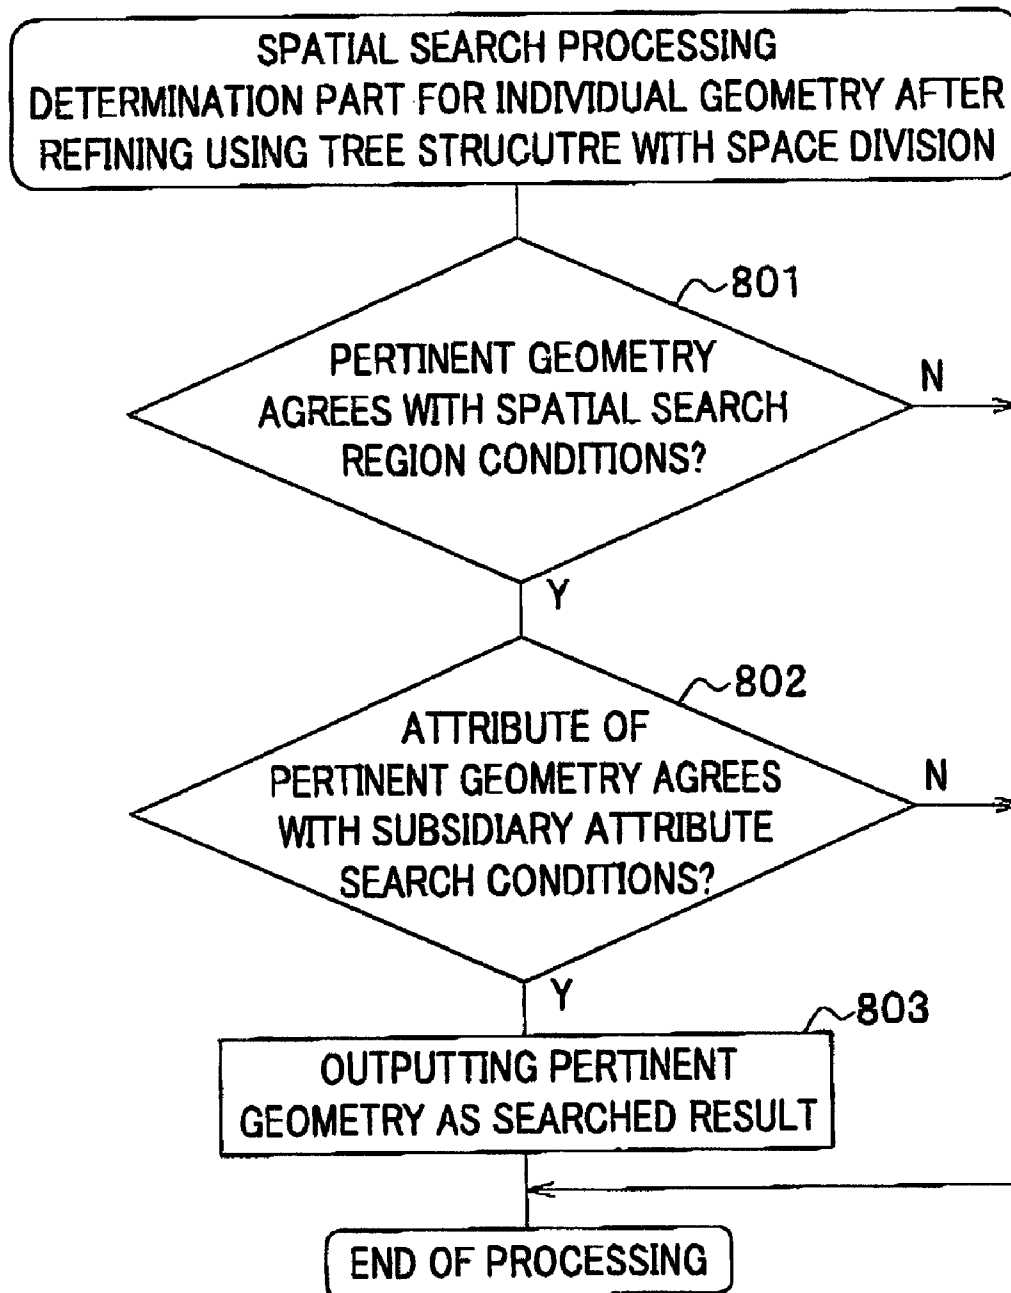 SPATIAL SEARCH PROCESSING
DETERMINATION PART FOR INDIVIDUAL GEOMETRY AFTER
REFINING USING TREE STRUCUTRE WITH SPACE DIVISION
801
PERTINENT GEOMETRY
AGREES WITH SPATIAL SEARCH
REGION CONDITIONS?
N
Y
802
ATTRIBUTE OF
PERTINENT GEOMETRY AGREES
WITH SUBSIDIARY ATTRIBUTE
SEARCH CONDITIONS?
N
Y
803
OUTPUTTING PERTINENT
GEOMETRY AS SEARCHED RESULT
END OF PROCESSING